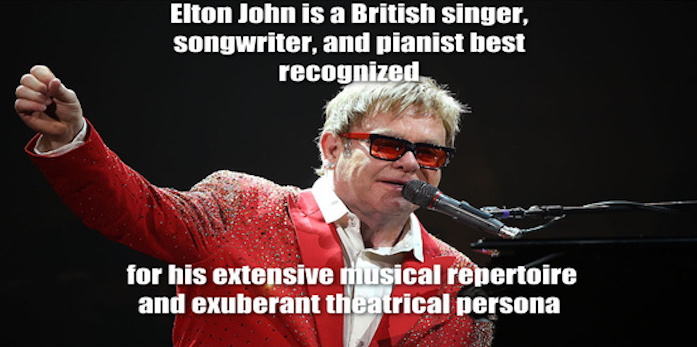 Elton John is a British singer,
songwriter, and pianist best
recognized
for his extensive musical repertoire
and exuberant theatrical persona